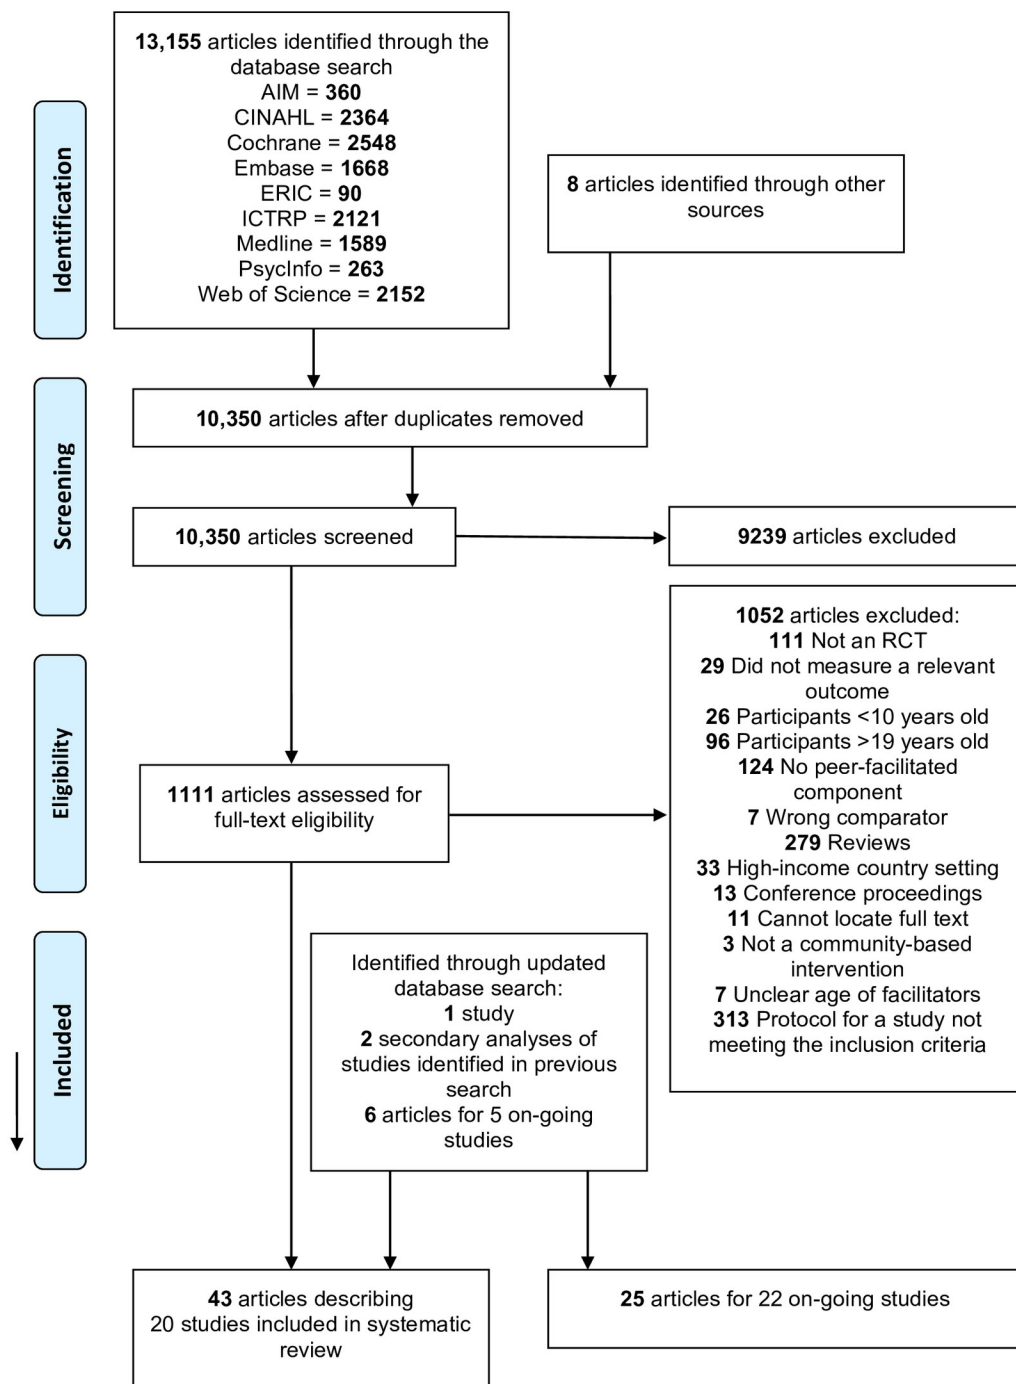 Identification
13,155 articles identified through the
database search
AIM = 360
CINAHL = 2364
Cochrane = 2548
Embase = 1668
ERIC = 90
ICTRP = 2121
Medline = 1589
PsycInfo = 263
Web of Science = 2152
8 articles identified through other
sources
Screening
10,350 articles after duplicates removed
10,350 articles screened
9239 articles excluded
Eligibility
1111 articles assessed for
full-text eligibility
1052 articles excluded:
111 Not an RCT
29 Did not measure a relevant
outcome
26 Participants <10 years old
96 Participants >19 years old
124 No peer-facilitated
component
7 Wrong comparator
279 Reviews
33 High-income country setting
13 Conference proceedings
11 Cannot locate full text
3 Not a community-based
intervention
7 Unclear age of facilitators
313 Protocol for a study not
meeting the inclusion criteria
Included
Identified through updated
database search:
1 study
2 secondary analyses of
studies identified in previous
search
6 articles for 5 on-going
studies
43 articles describing
20 studies included in systematic
review
25 articles for 22 on-going studies